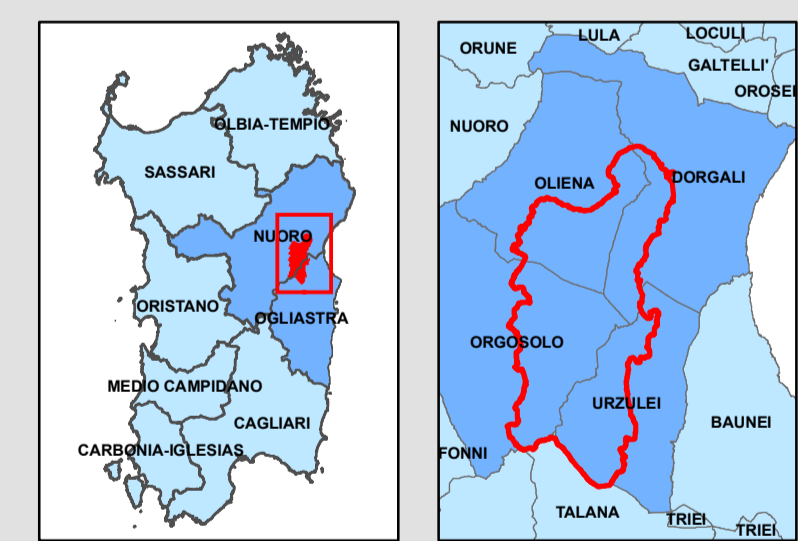 OLBIA-TEMPIO
SASSARI
NUORO
ORISTANO
OGLIASTRA
MEDIO CAMPIDANO
CAGLIARI
CARBONIA-IGLESIAS
LULA
LOCULI
ORUNE
GALTELLI'
OROSEI
NUORO
OLIENA
DORGALI
ORGOSOLO
URZULEI
BAUNEI
FONNI
TALANA
TRIEI
TRIEI